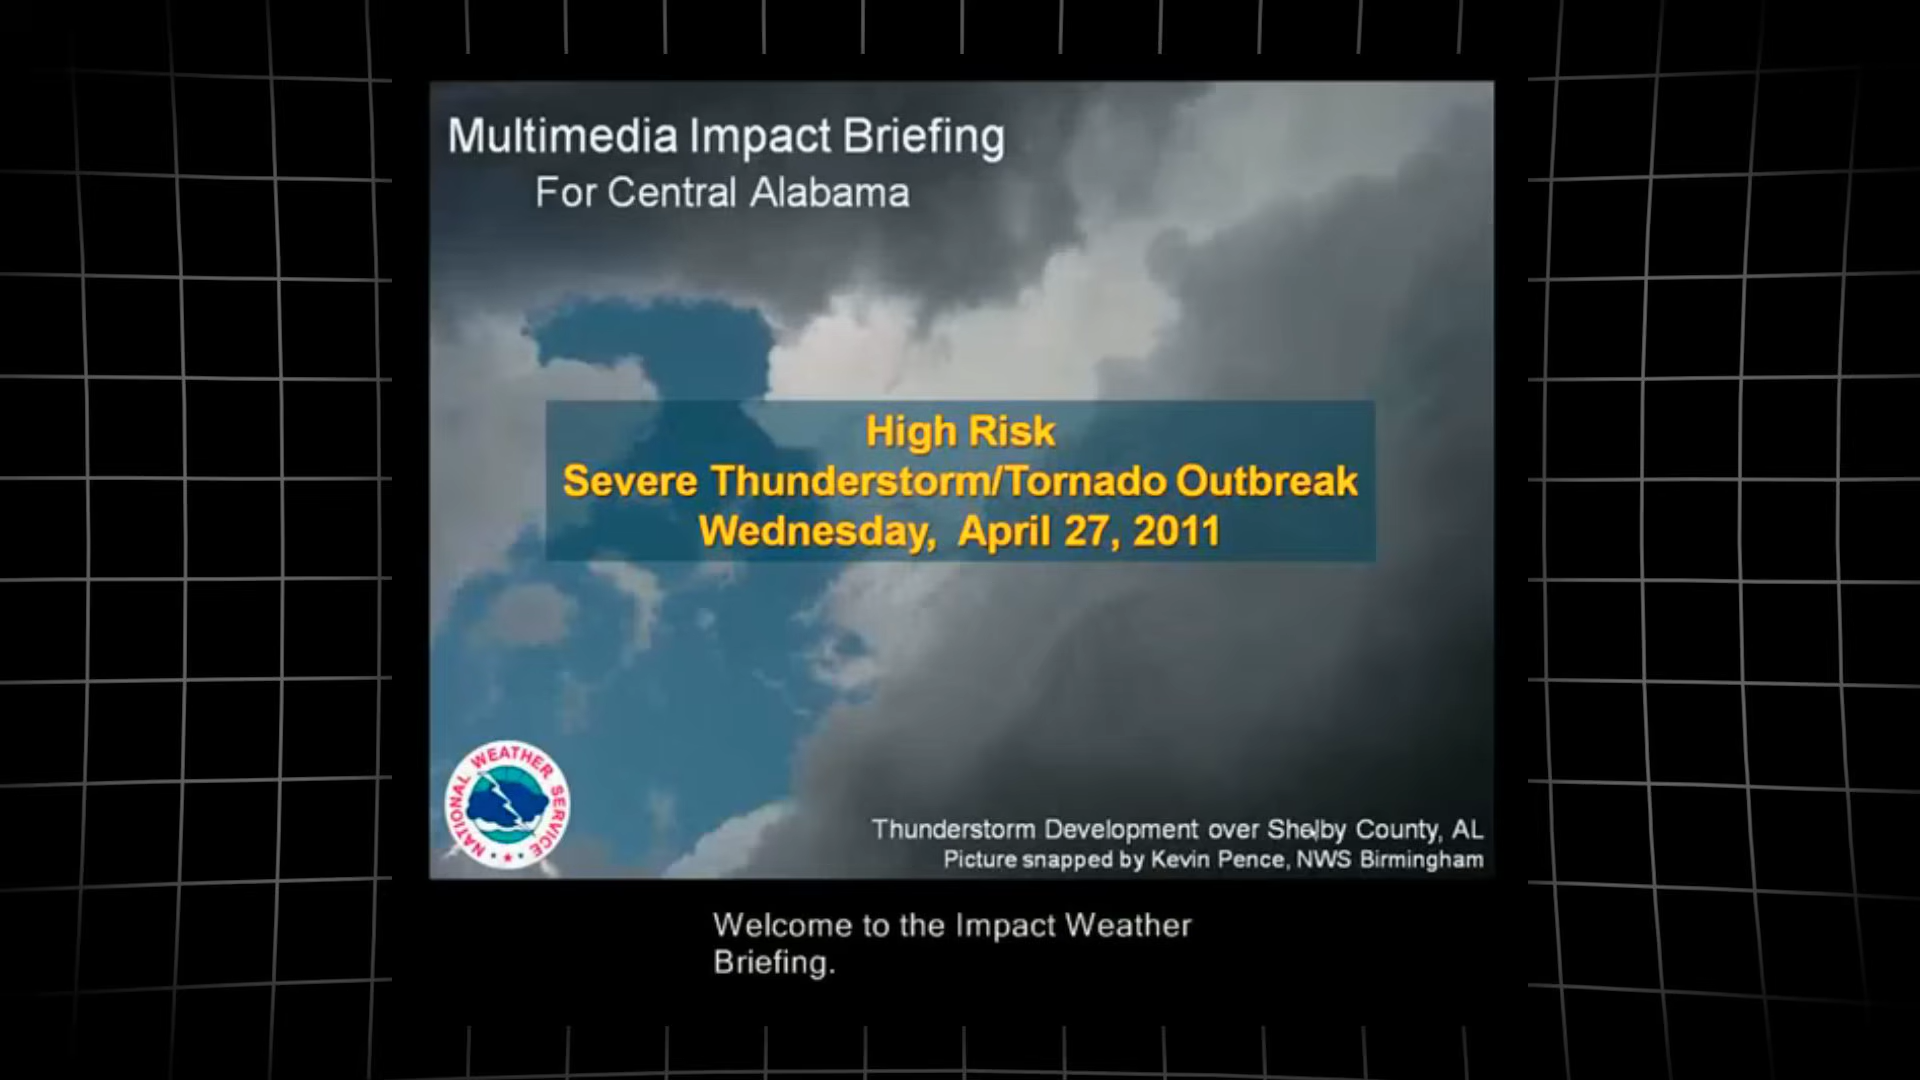 Multimedia Impact Briefing
For Central Alabama
High Risk
Severe Thunderstorm/Tornado Outbreak
Wednesday, April 27, 2011
NATIONAL WEATHER SERVICE
Thunderstorm Development over Shelby County, AL
Picture snapped by Kevin Pence, NWS Birmingham
Welcome to the Impact Weather
Briefing.